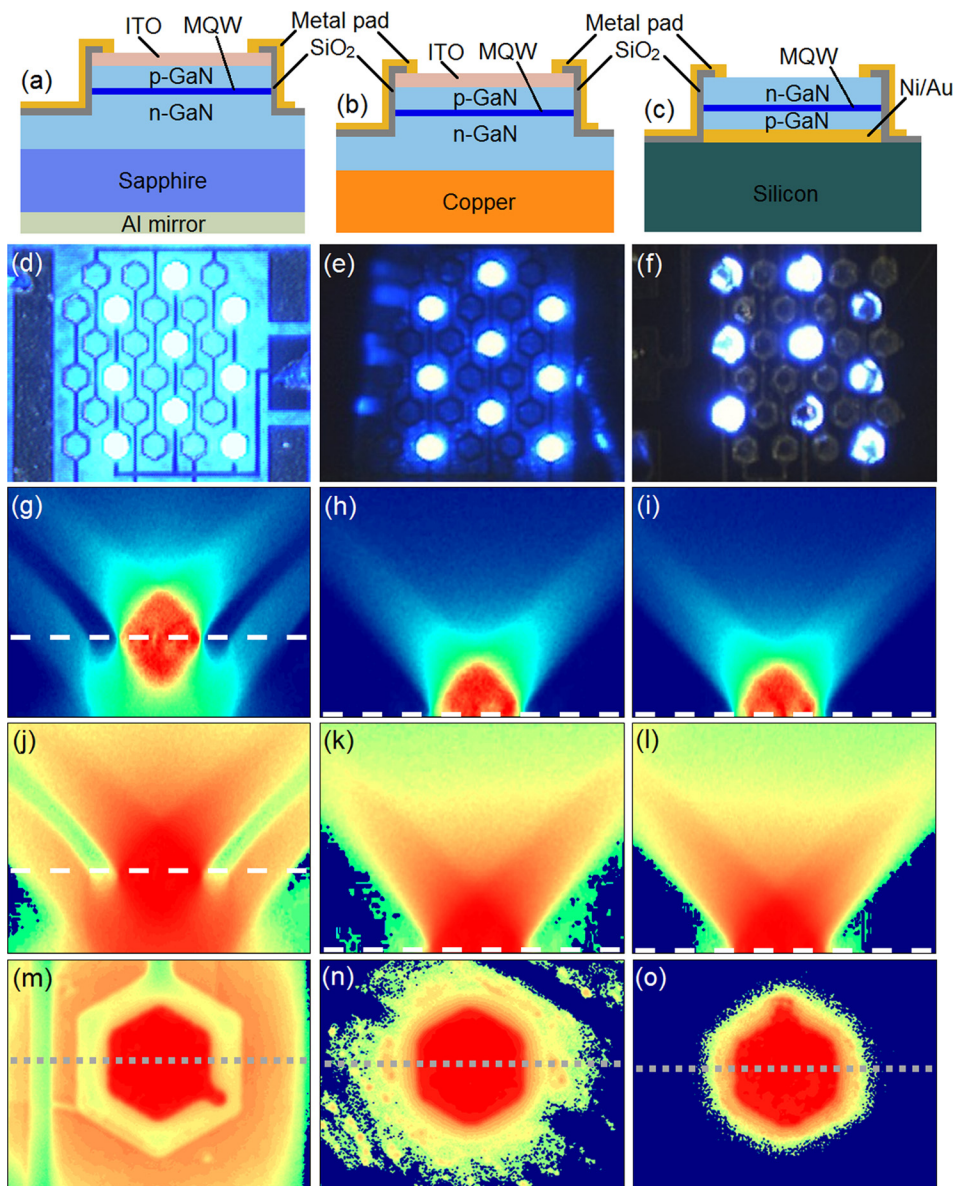 Metal pad
ITO MQW
SiO2
(a)
p-GaN
n-GaN
Sapphire
Al mirror
Metal pad
ITO MQW
SiO2
(b)
p-GaN
n-GaN
Copper
MQW
Ni/Au
(c)
n-GaN
p-GaN
Silicon
(d) (e) (f)
(g) (h) (i)
(j) (k) (l)
(m) (n) (o)